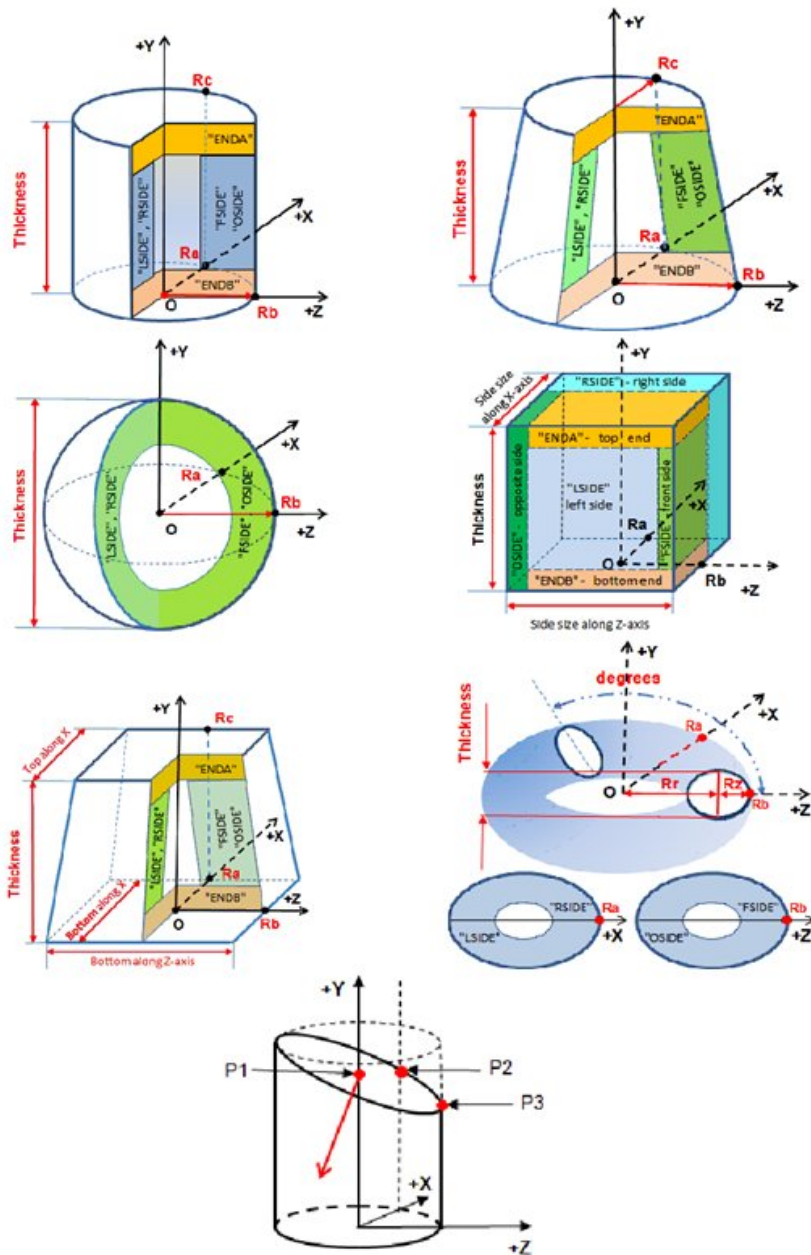 +Y
Rc
"ENDA"
Thickness
"LSIDE", "RSIDE"
"FSIDE"
"OSIDE"
+X
Ra
"ENDB"
O
Rb
+Z
+Y
Rc
"ENDA"
Thickness
"LSIDE", "RSIDE"
"FSIDE"
"OSIDE"
+X
Ra
"ENDB"
O
Rb
+Z
+Y
+X
Thickness
Ra
"LSIDE", "RSIDE"
"FSIDE", "OSIDE"
Rb
O
+Z
+Y
Side size
along X-axis
"RSIDE" - right side
"ENDA" - top end
Thickness
"OSIDE" - opposite side
"LSIDE"
left side
"FSIDE" - front side
+X
Ra
O
"ENDB" - bottom end
Rb
+Z
Side size along Z-axis
+Y
Rc
Top along X
"ENDA"
Thickness
"LSIDE", "RSIDE"
"FSIDE"
"OSIDE"
+X
Ra
Bottom along X
"ENDB"
O
Rb
+Z
Bottom along Z-axis
+Y
degrees
Thickness
Ra
+X
O
Rr
Rz
Rb
+Z
"RSIDE"
Ra
"LSIDE"
+X
"FSIDE"
Rb
"OSIDE"
+Z
+Y
P1
P2
P3
+X
+Z